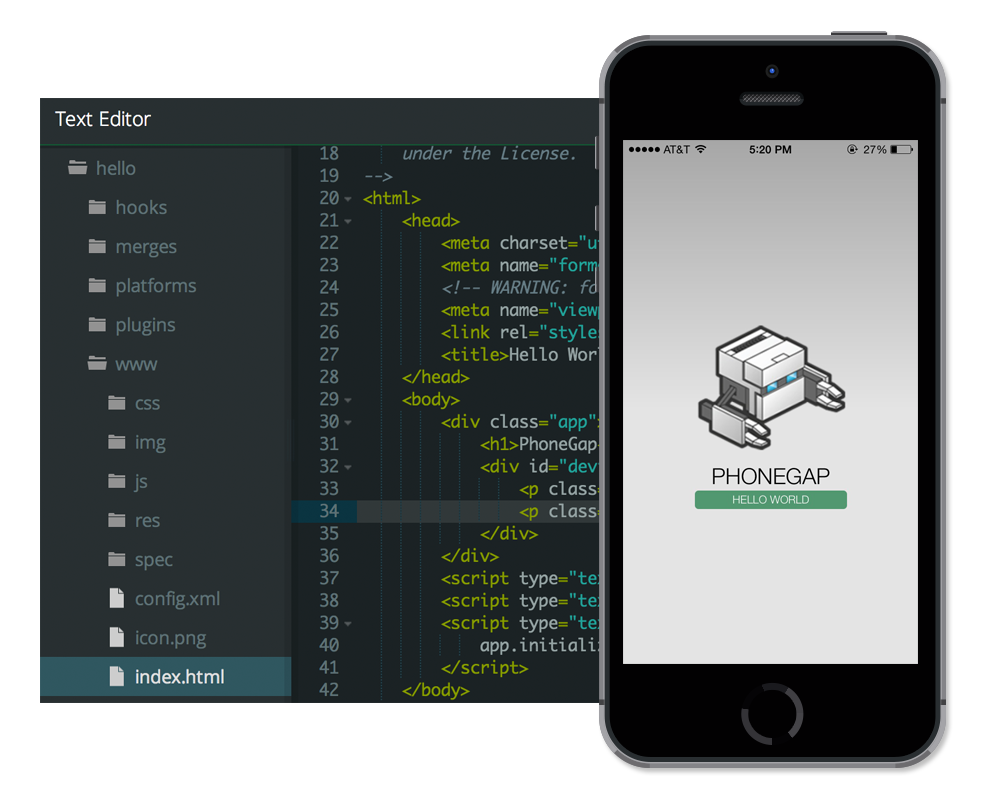 Text Editor
hello
hooks
merges
platforms
plugins
www
css
img
js
res
spec
config.xml
icon.png
index.html
18 under the License.
19 -->
20 <html>
21 <head>
22 <meta charset="u
23 <meta name="form
24 <!-- WARNING: fo
25 <meta name="view
26 <link rel="styles
27 <title>Hello Wor
28 </head>
29 <body>
30 <div class="app"
31 <h1>PhoneGap
32 <div id="dev
33 <p class=
34 <p class=
35 </div>
36 </div>
37 <script type="te
38 <script type="te
39 <script type="te
40 app.initiali
41 </script>
42 </body>
AT&T 5:20 PM 27%
PHONEGAP
HELLO WORLD